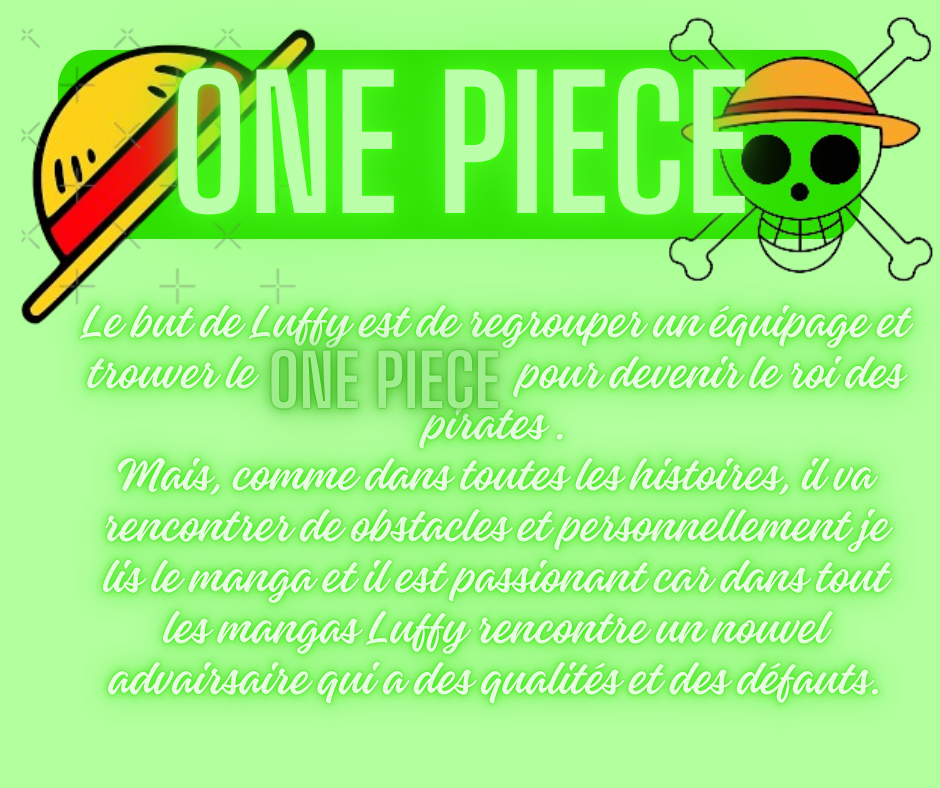 ONE PIECE
Le but de Luffy est de regrouper un équipage et
trouver le ONE PIECE pour devenir le roi des
pirates .
Mais, comme dans toutes les histoires, il va
rencontrer de obstacles et personnellement je
lis le manga et il est passionant car dans tout
les mangas Luffy rencontre un nouvel
advairsaire qui a des qualités et des défauts.